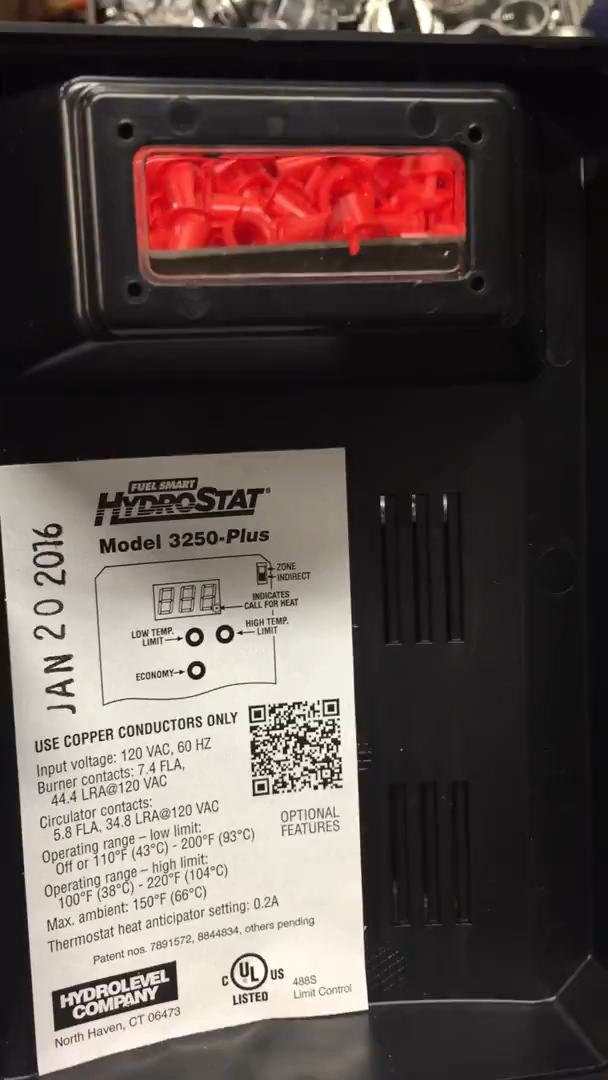 FUEL SMART
HYDROSTAT®
Model 3250-Plus
JAN 20 2016
ZONE
INDIRECT
INDICATES
CALL FOR HEAT
LOW TEMP.
LIMIT
HIGH TEMP.
LIMIT
ECONOMY
USE COPPER CONDUCTORS ONLY
Input voltage: 120 VAC, 60 HZ
Burner contacts: 7.4 FLA,
44.4 LRA@120 VAC
Circulator contacts:
5.8 FLA, 34.8 LRA@120 VAC
Operating range – low limit:
Off or 110°F (43°C) - 200°F (93°C)
Operating range – high limit:
100°F (38°C) - 220°F (104°C)
Max. ambient: 150°F (66°C)
Thermostat heat anticipator setting: 0.2A
OPTIONAL
FEATURES
Patent nos. 7891572, 8844834, others pending
HYDROLEVEL
COMPANY
North Haven, CT 06473
C UL US
LISTED
488S
Limit Control